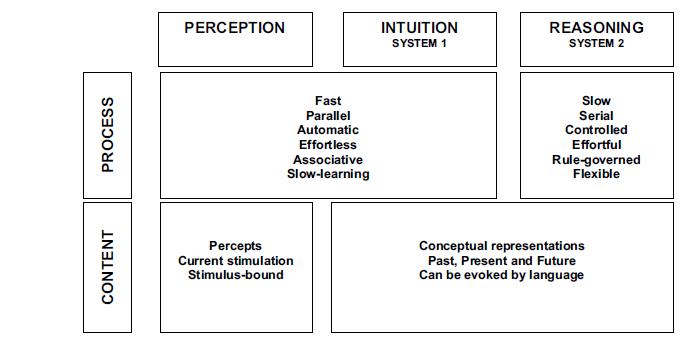 PERCEPTION
INTUITION
SYSTEM 1
REASONING
SYSTEM 2
PROCESS
Fast
Parallel
Automatic
Effortless
Associative
Slow-learning
Slow
Serial
Controlled
Effortful
Rule-governed
Flexible
CONTENT
Percepts
Current stimulation
Stimulus-bound
Conceptual representations
Past, Present and Future
Can be evoked by language